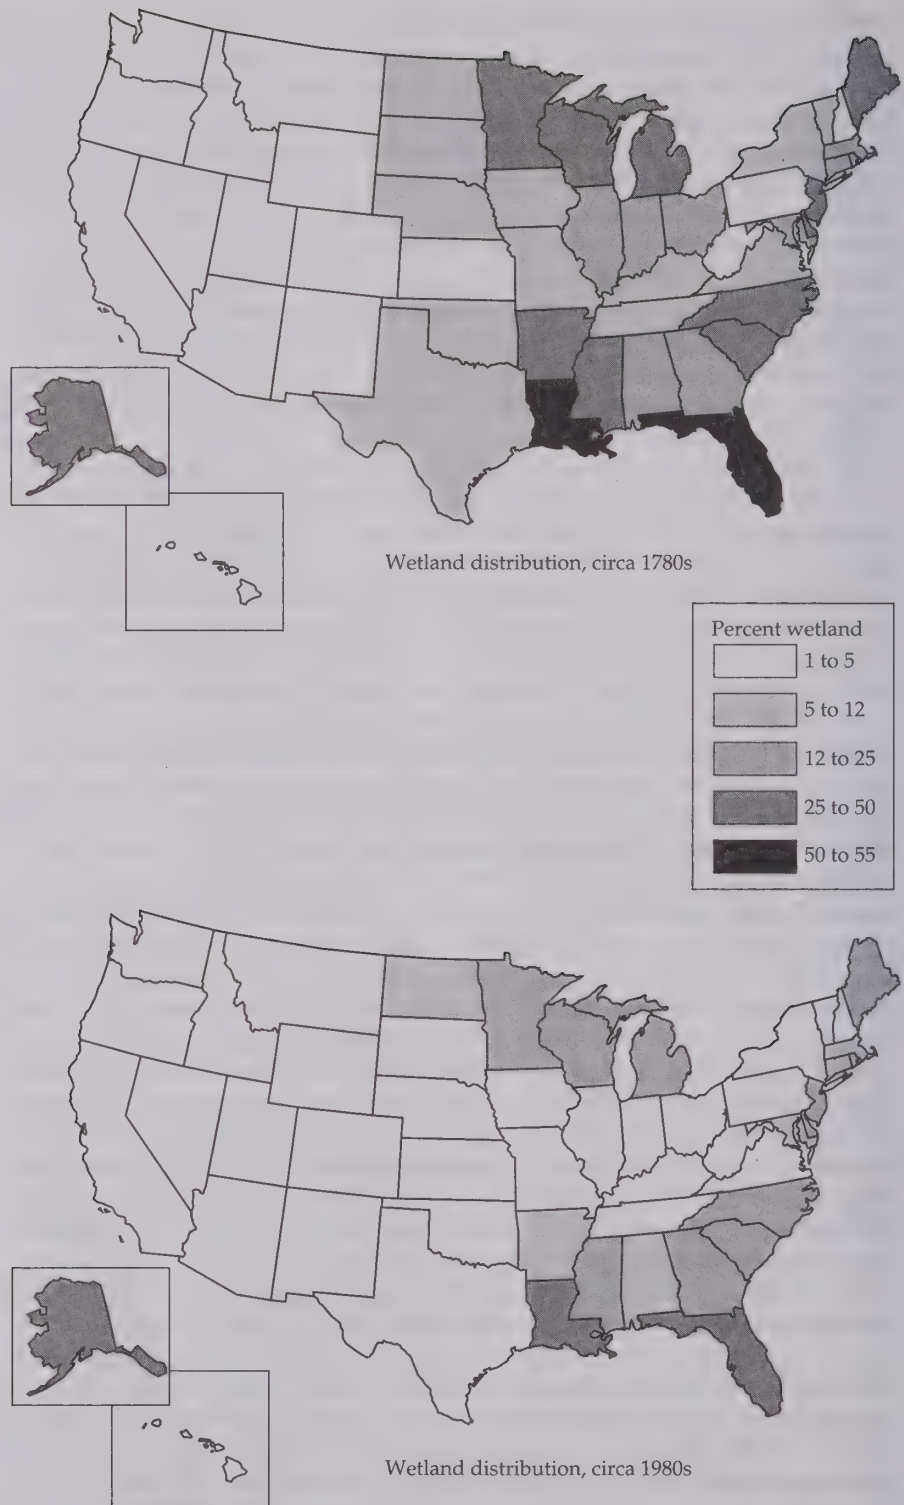 Wetland distribution, circa 1780s
Percent wetland
1 to 5
5 to 12
12 to 25
25 to 50
50 to 55
Wetland distribution, circa 1980s